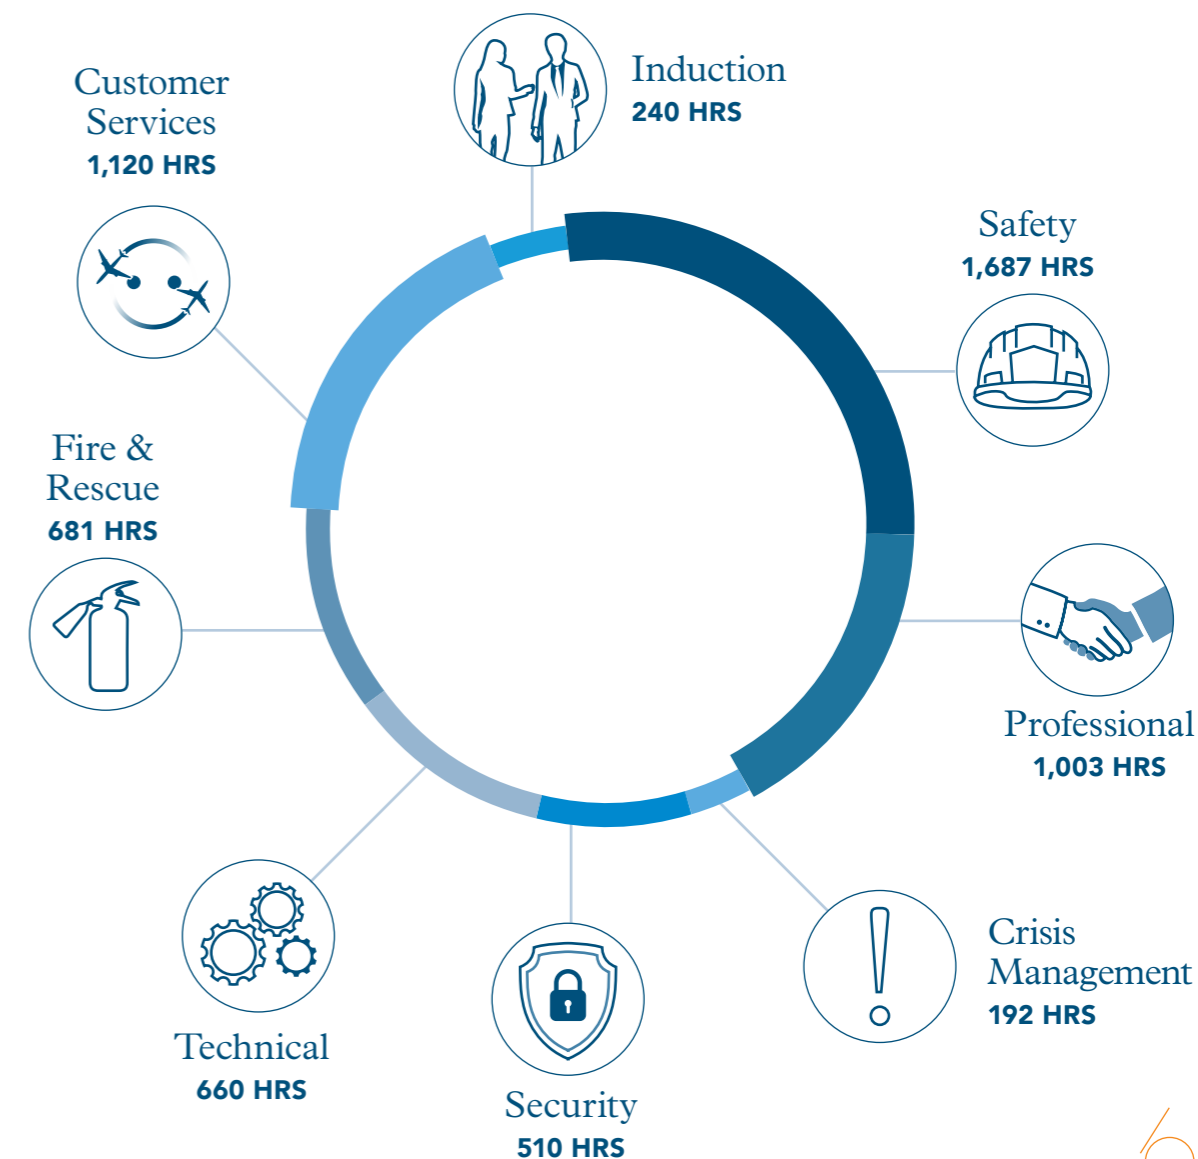 Induction
240 HRS
Customer
Services
1,120 HRS
Safety
1,687 HRS
Fire &
Rescue
681 HRS
Professional
1,003 HRS
Crisis
Management
192 HRS
Technical
660 HRS
Security
510 HRS